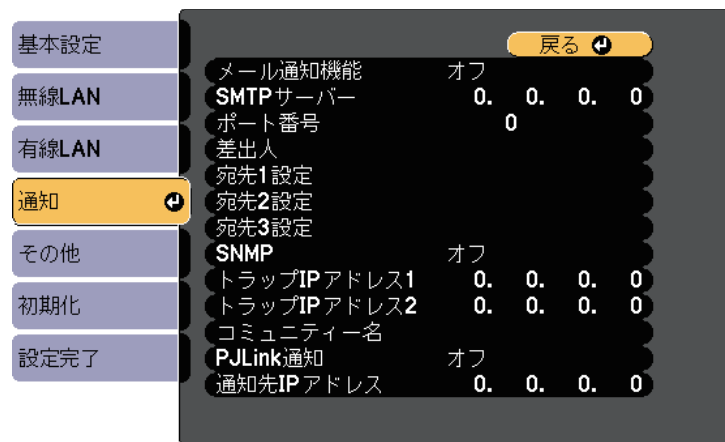 基本設定
無線LAN
有線LAN
通知
その他
初期化
設定完了
戻る
メール通知機能 オフ
SMTPサーバー 0. 0. 0. 0
ポート番号 0
差出人
宛先1設定
宛先2設定
宛先3設定
SNMP オフ
トラップIPアドレス1 0. 0. 0. 0
トラップIPアドレス2 0. 0. 0. 0
コミュニティー名
PJLink通知 オフ
通知先IPアドレス 0. 0. 0. 0